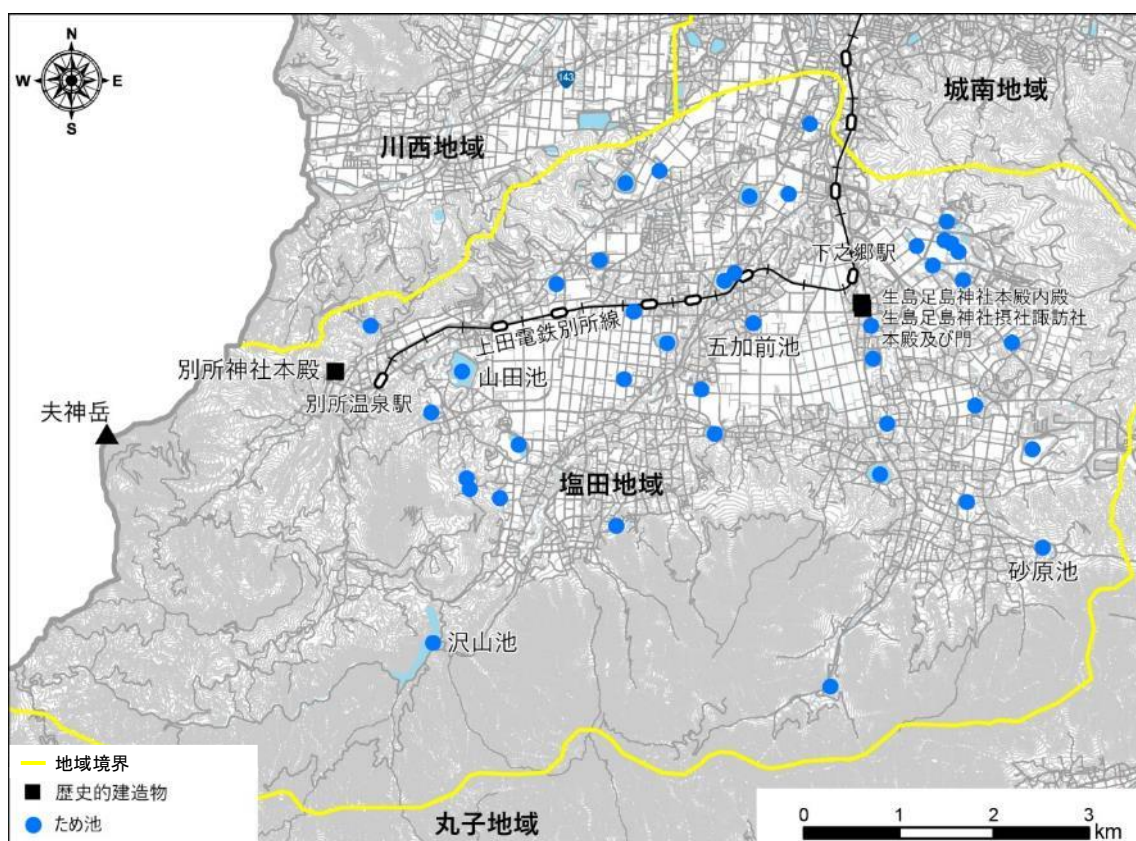 N
W
E
S
143
城南地域
川西地域
下之郷駅
生島足島神社本殿内殿
生島足島神社摂社諏訪社
本殿及び門
上田電鉄別所線
五加前池
別所神社本殿
山田池
別所温泉駅
夫神岳
塩田地域
砂原池
沢山池
地域境界
歴史的建造物
ため池
丸子地域
0 1 2 3
km